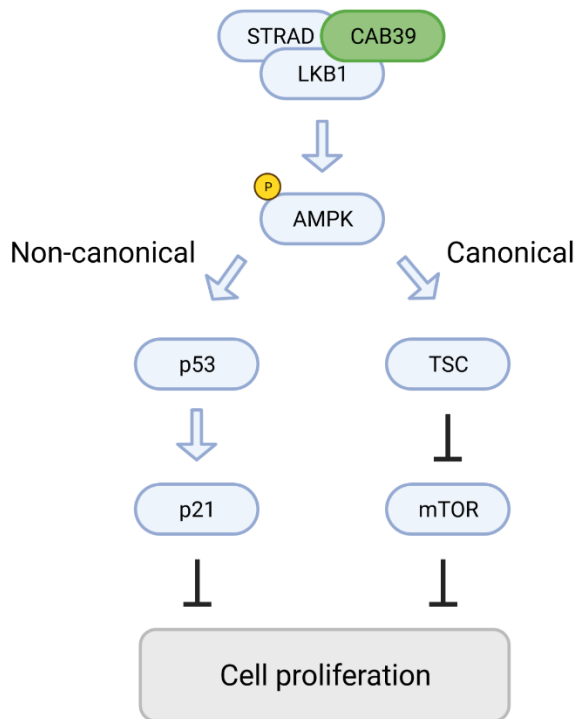 STRAD
CAB39
LKB1
P
AMPK
Non-canonical
Canonical
p53
TSC
p21
mTOR
Cell proliferation